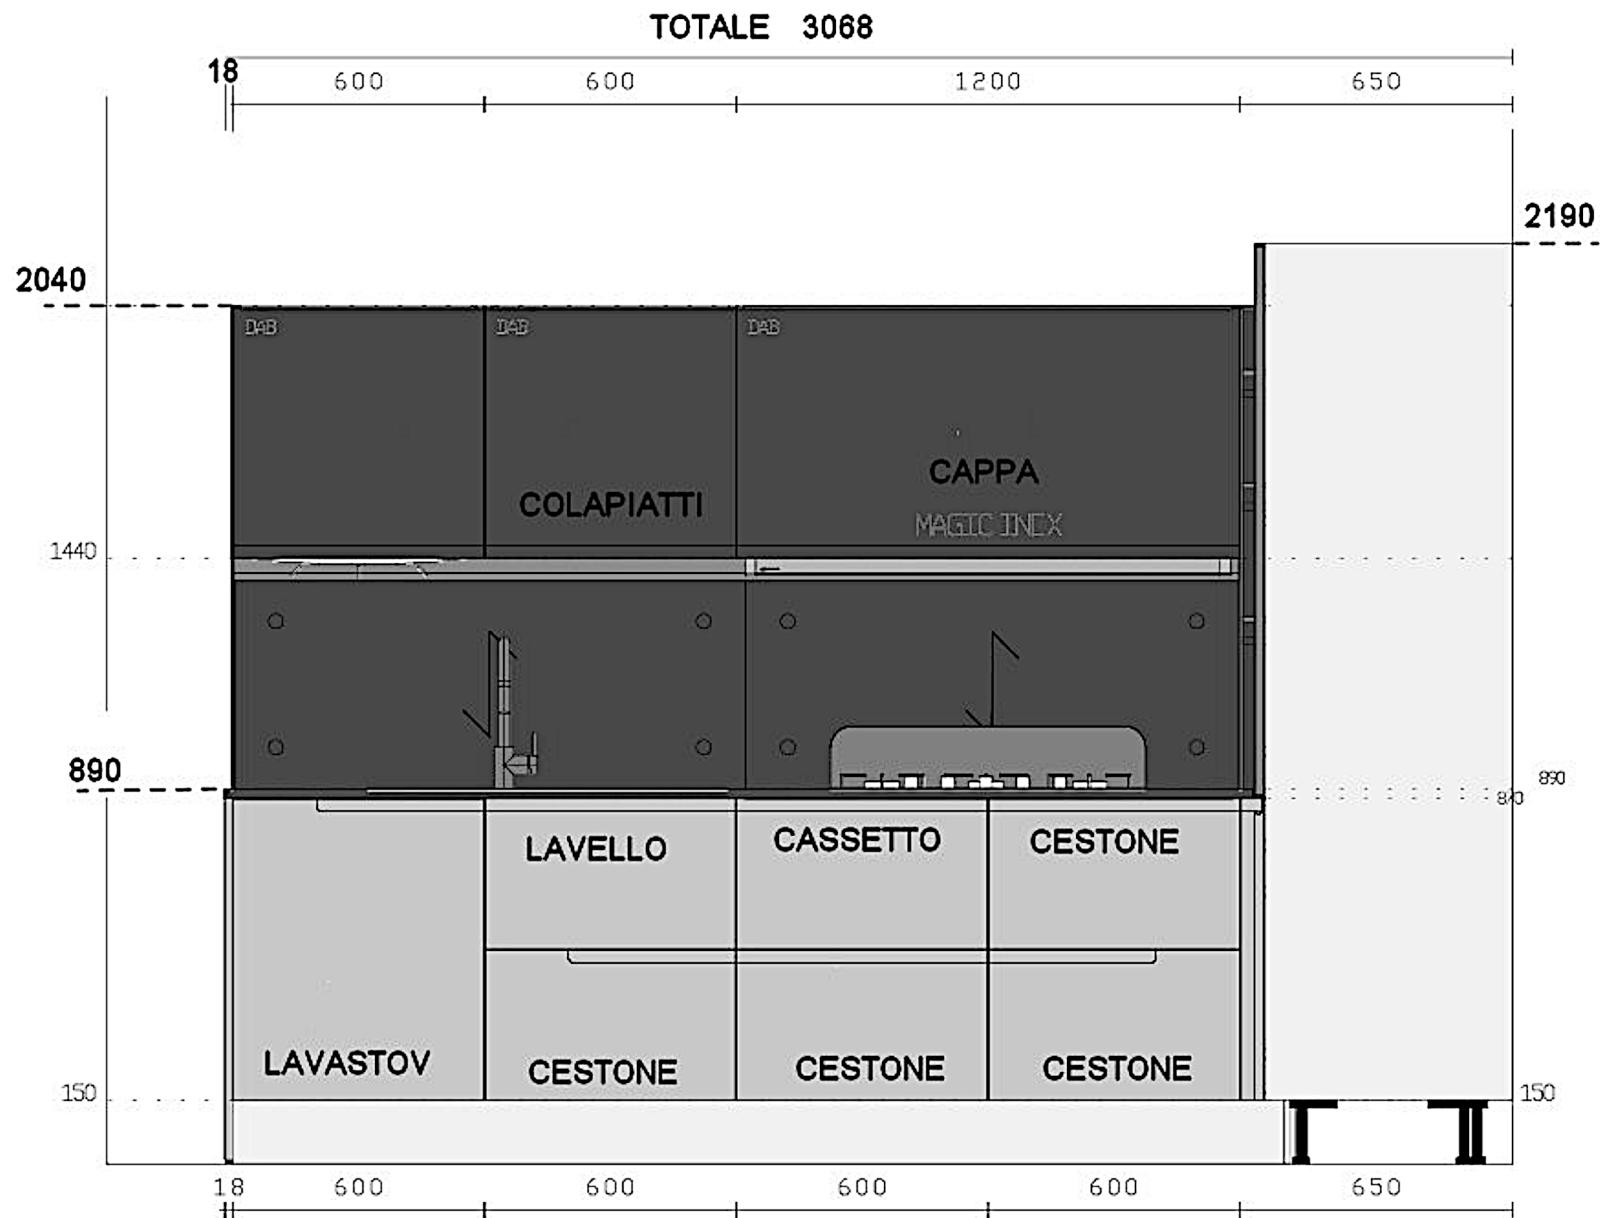 TOTALE 3068
18 600 600 1200 650
2190
2040
DAB DAB DAB
CAPPA
COLAPIATTI
MAGIC INOX
1440
890
890
870
LAVELLO CASSETTO CESTONE
LAVASTOV CESTONE CESTONE CESTONE
150 150
18 600 600 600 600 650